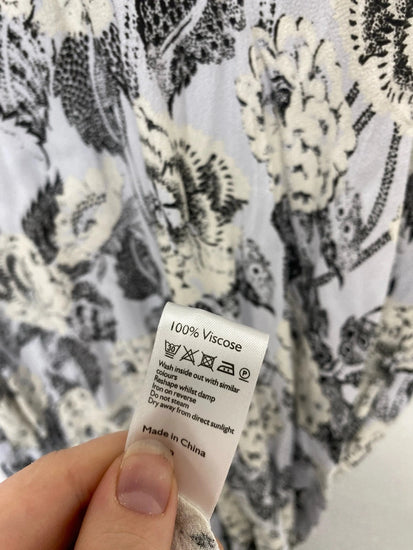 100% Viscose
Wash inside out with similar
colours
Reshape whilst damp
Iron on reverse
Do not steam
Dry away from direct sunlight
Made in China